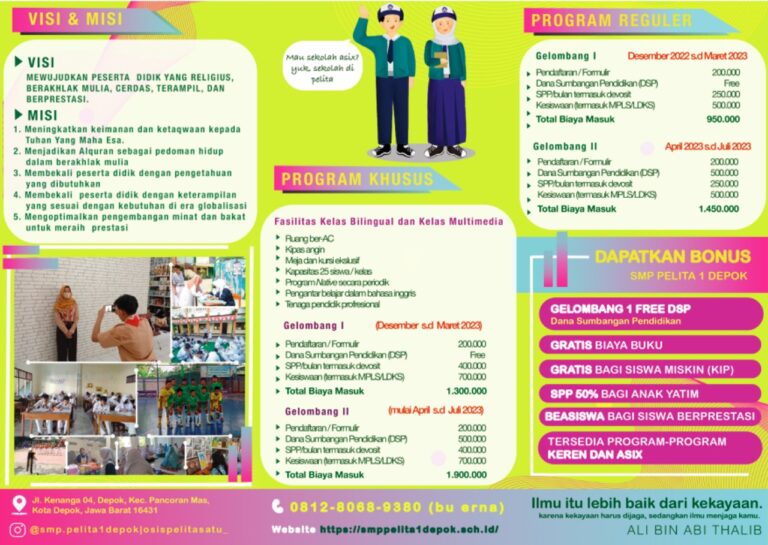 VISI & MISI
VISI
MEWUJUDKAN PESERTA DIDIK YANG RELIGIUS,
BERAKHLAK MULIA, CERDAS, TERAMPIL, DAN
BERPRESTASI.
MISI
1. Meningkatkan keimanan dan ketaqwaan kepada
Tuhan Yang Maha Esa.
2. Menjadikan Alquran sebagai pedoman hidup
dalam berakhlak mulia
3. Membekali peserta didik dengan pengetahuan
yang dibutuhkan
4. Membekali peserta didik dengan keterampilan
yang sesuai dengan kebutuhan di era globalisasi
5. Mengoptimalkan pengembangan minat dan bakat
untuk meraih prestasi
Mau sekolah asix?
yuk, sekolah di
pelita
PROGRAM KHUSUS
Fasilitas Kelas Bilingual dan Kelas Multimedia
Ruang ber-AC
Kipas angin
Meja dan kursi ekslusif
Kapasitas 25 siswa / kelas
Program Native secara periodik
Pengantar belajar dalam bahasa inggris
Tenaga pendidik profresional
Gelombang I (Desember s.d Maret 2023)
Pendaftaran / Formulir 200.000
Dana Sumbangan Pendidikan (DSP) Free
SPP/bulan termasuk devosit 400.000
Kesiswaan (termasuk MPLS/LDKS) 700.000
Total Biaya Masuk 1.300.000
Gelombang II (mulai April s.d Juli 2023)
Pendaftaran / Formulir 200.000
Dana Sumbangan Pendidikan (DSP) 500.000
SPP/bulan termasuk devosit 400.000
Kesiswaan (termasuk MPLS/LDKS) 700.000
Total Biaya Masuk 1.900.000
PROGRAM REGULER
Gelombang I Desember 2022 s.d Maret 2023
Pendaftaran / Formulir 200.000
Dana Sumbangan Pendidikan (DSP) Free
SPP/bulan termasuk devosit 250.000
Kesiswaan (termasuk MPLS/LDKS) 500.000
Total Biaya Masuk 950.000
Gelombang II April 2023 s.d Juli 2023
Pendaftaran / Formulir 200.000
Dana Sumbangan Pendidikan (DSP) 500.000
SPP/bulan termasuk devosit 250.000
Kesiswaan (termasuk MPLS/LDKS) 500.000
Total Biaya Masuk 1.450.000
DAPATKAN BONUS
SMP PELITA 1 DEPOK
GELOMBANG 1 FREE DSP
Dana Sumbangan Pendidikan
GRATIS BIAYA BUKU
GRATIS BAGI SISWA MISKIN (KIP)
SPP 50% BAGI ANAK YATIM
BEASISWA BAGI SISWA BERPRESTASI
TERSEDIA PROGRAM-PROGRAM
KEREN DAN ASIX
Jl. Kenanga 04, Depok, Kec. Pancoran Mas,
Kota Depok, Jawa Barat 16431
@smp.pelita1depok|osispelitasatu_
0812-8068-9380 (bu erna)
Website https://smppelita1depok.sch.id/
Ilmu itu lebih baik dari kekayaan.
karena kekayaan harus dijaga, sedangkan ilmu menjaga kamu.
ALI BIN ABI THALIB